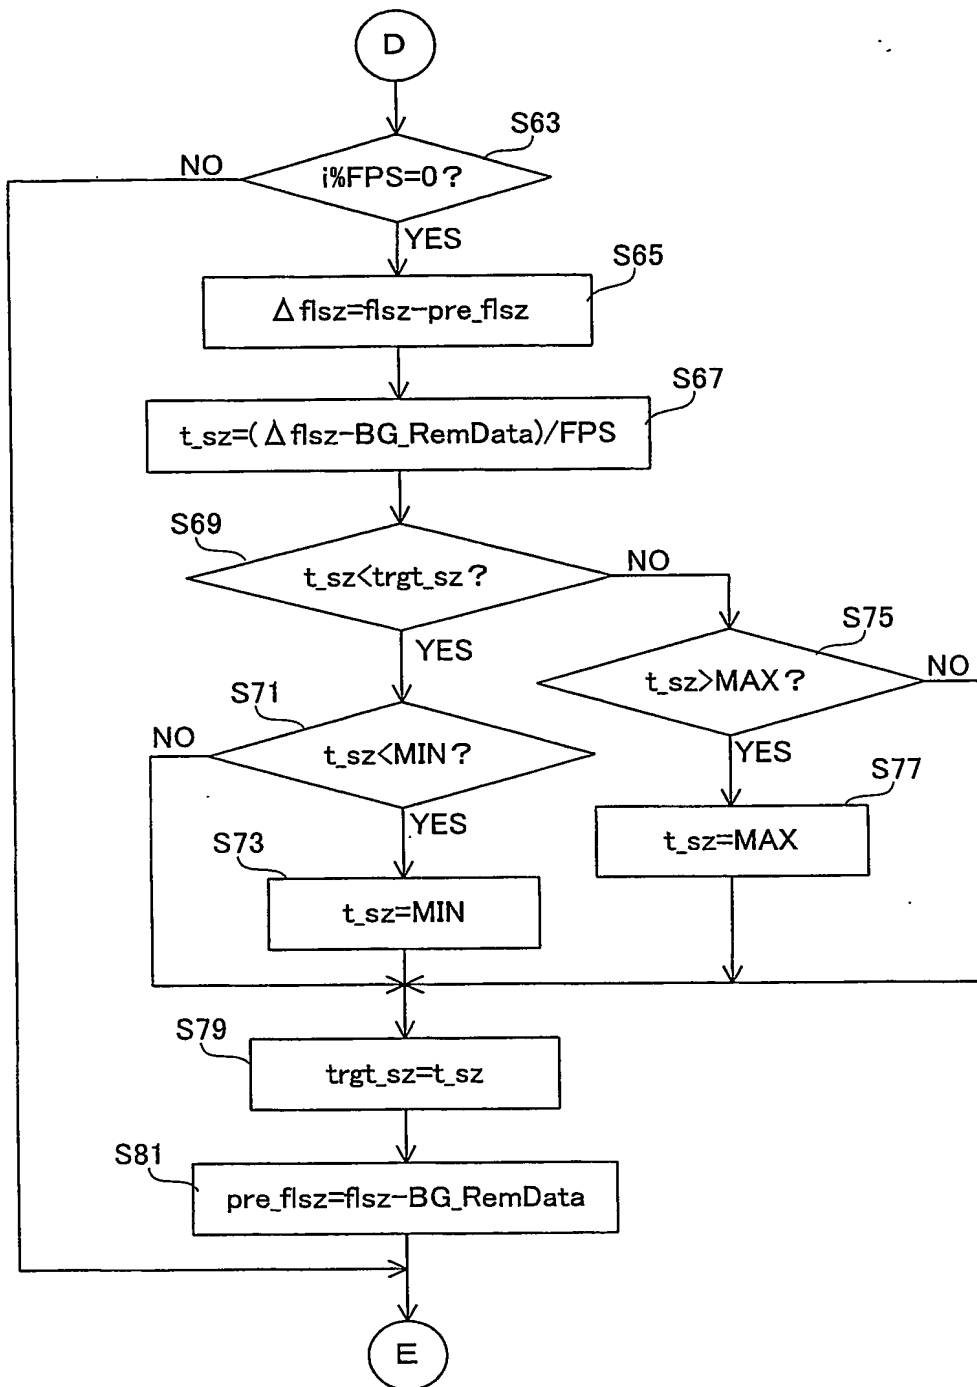 D
S63
NO
i%FPS=0?
YES
S65
Δflsz=flsz-pre_flsz
S67
t_sz=(Δflsz-BG_RemData)/FPS
S69
t_sz<trgt_sz?
NO
YES
S75
t_sz>MAX?
NO
S71
NO
t_sz<MIN?
YES
S77
YES
t_sz=MAX
S73
t_sz=MIN
S79
trgt_sz=t_sz
S81
pre_flsz=flsz-BG_RemData
E